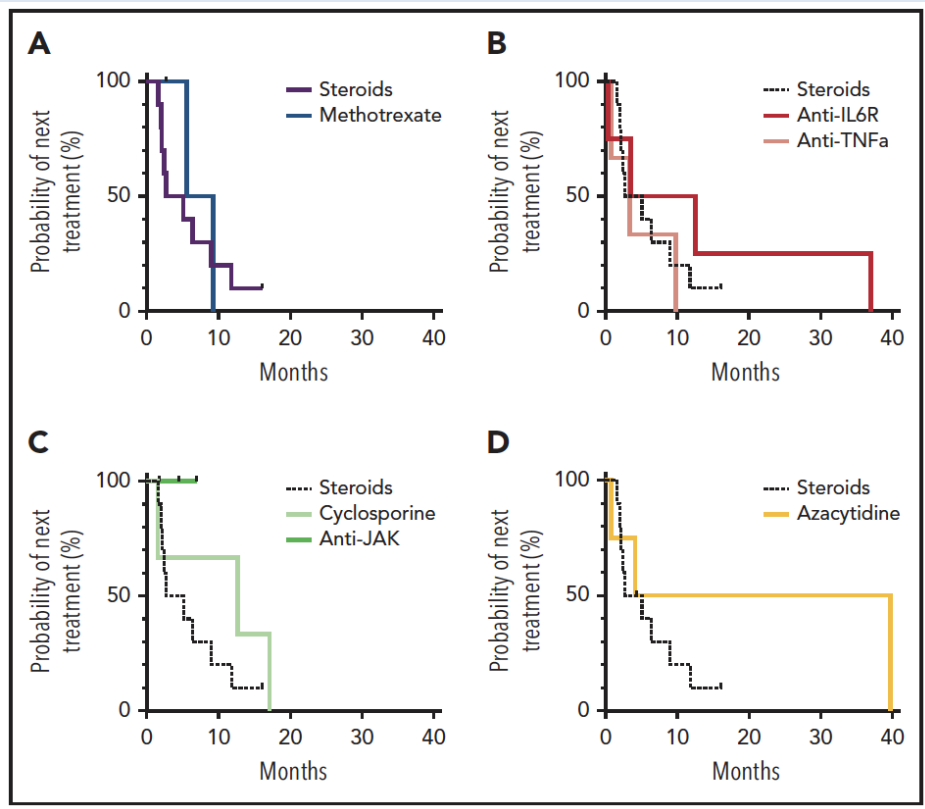 A
Probability of next
treatment (%)
100
50
0
Steroids
Methotrexate
0 10 20 30 40
Months
B
Probability of next
treatment (%)
100
50
0
Steroids
Anti-IL6R
Anti-TNFa
0 10 20 30 40
Months
C
Probability of next
treatment (%)
100
50
0
Steroids
Cyclosporine
Anti-JAK
0 10 20 30 40
Months
D
Probability of next
treatment (%)
100
50
0
Steroids
Azacytidine
0 10 20 30 40
Months